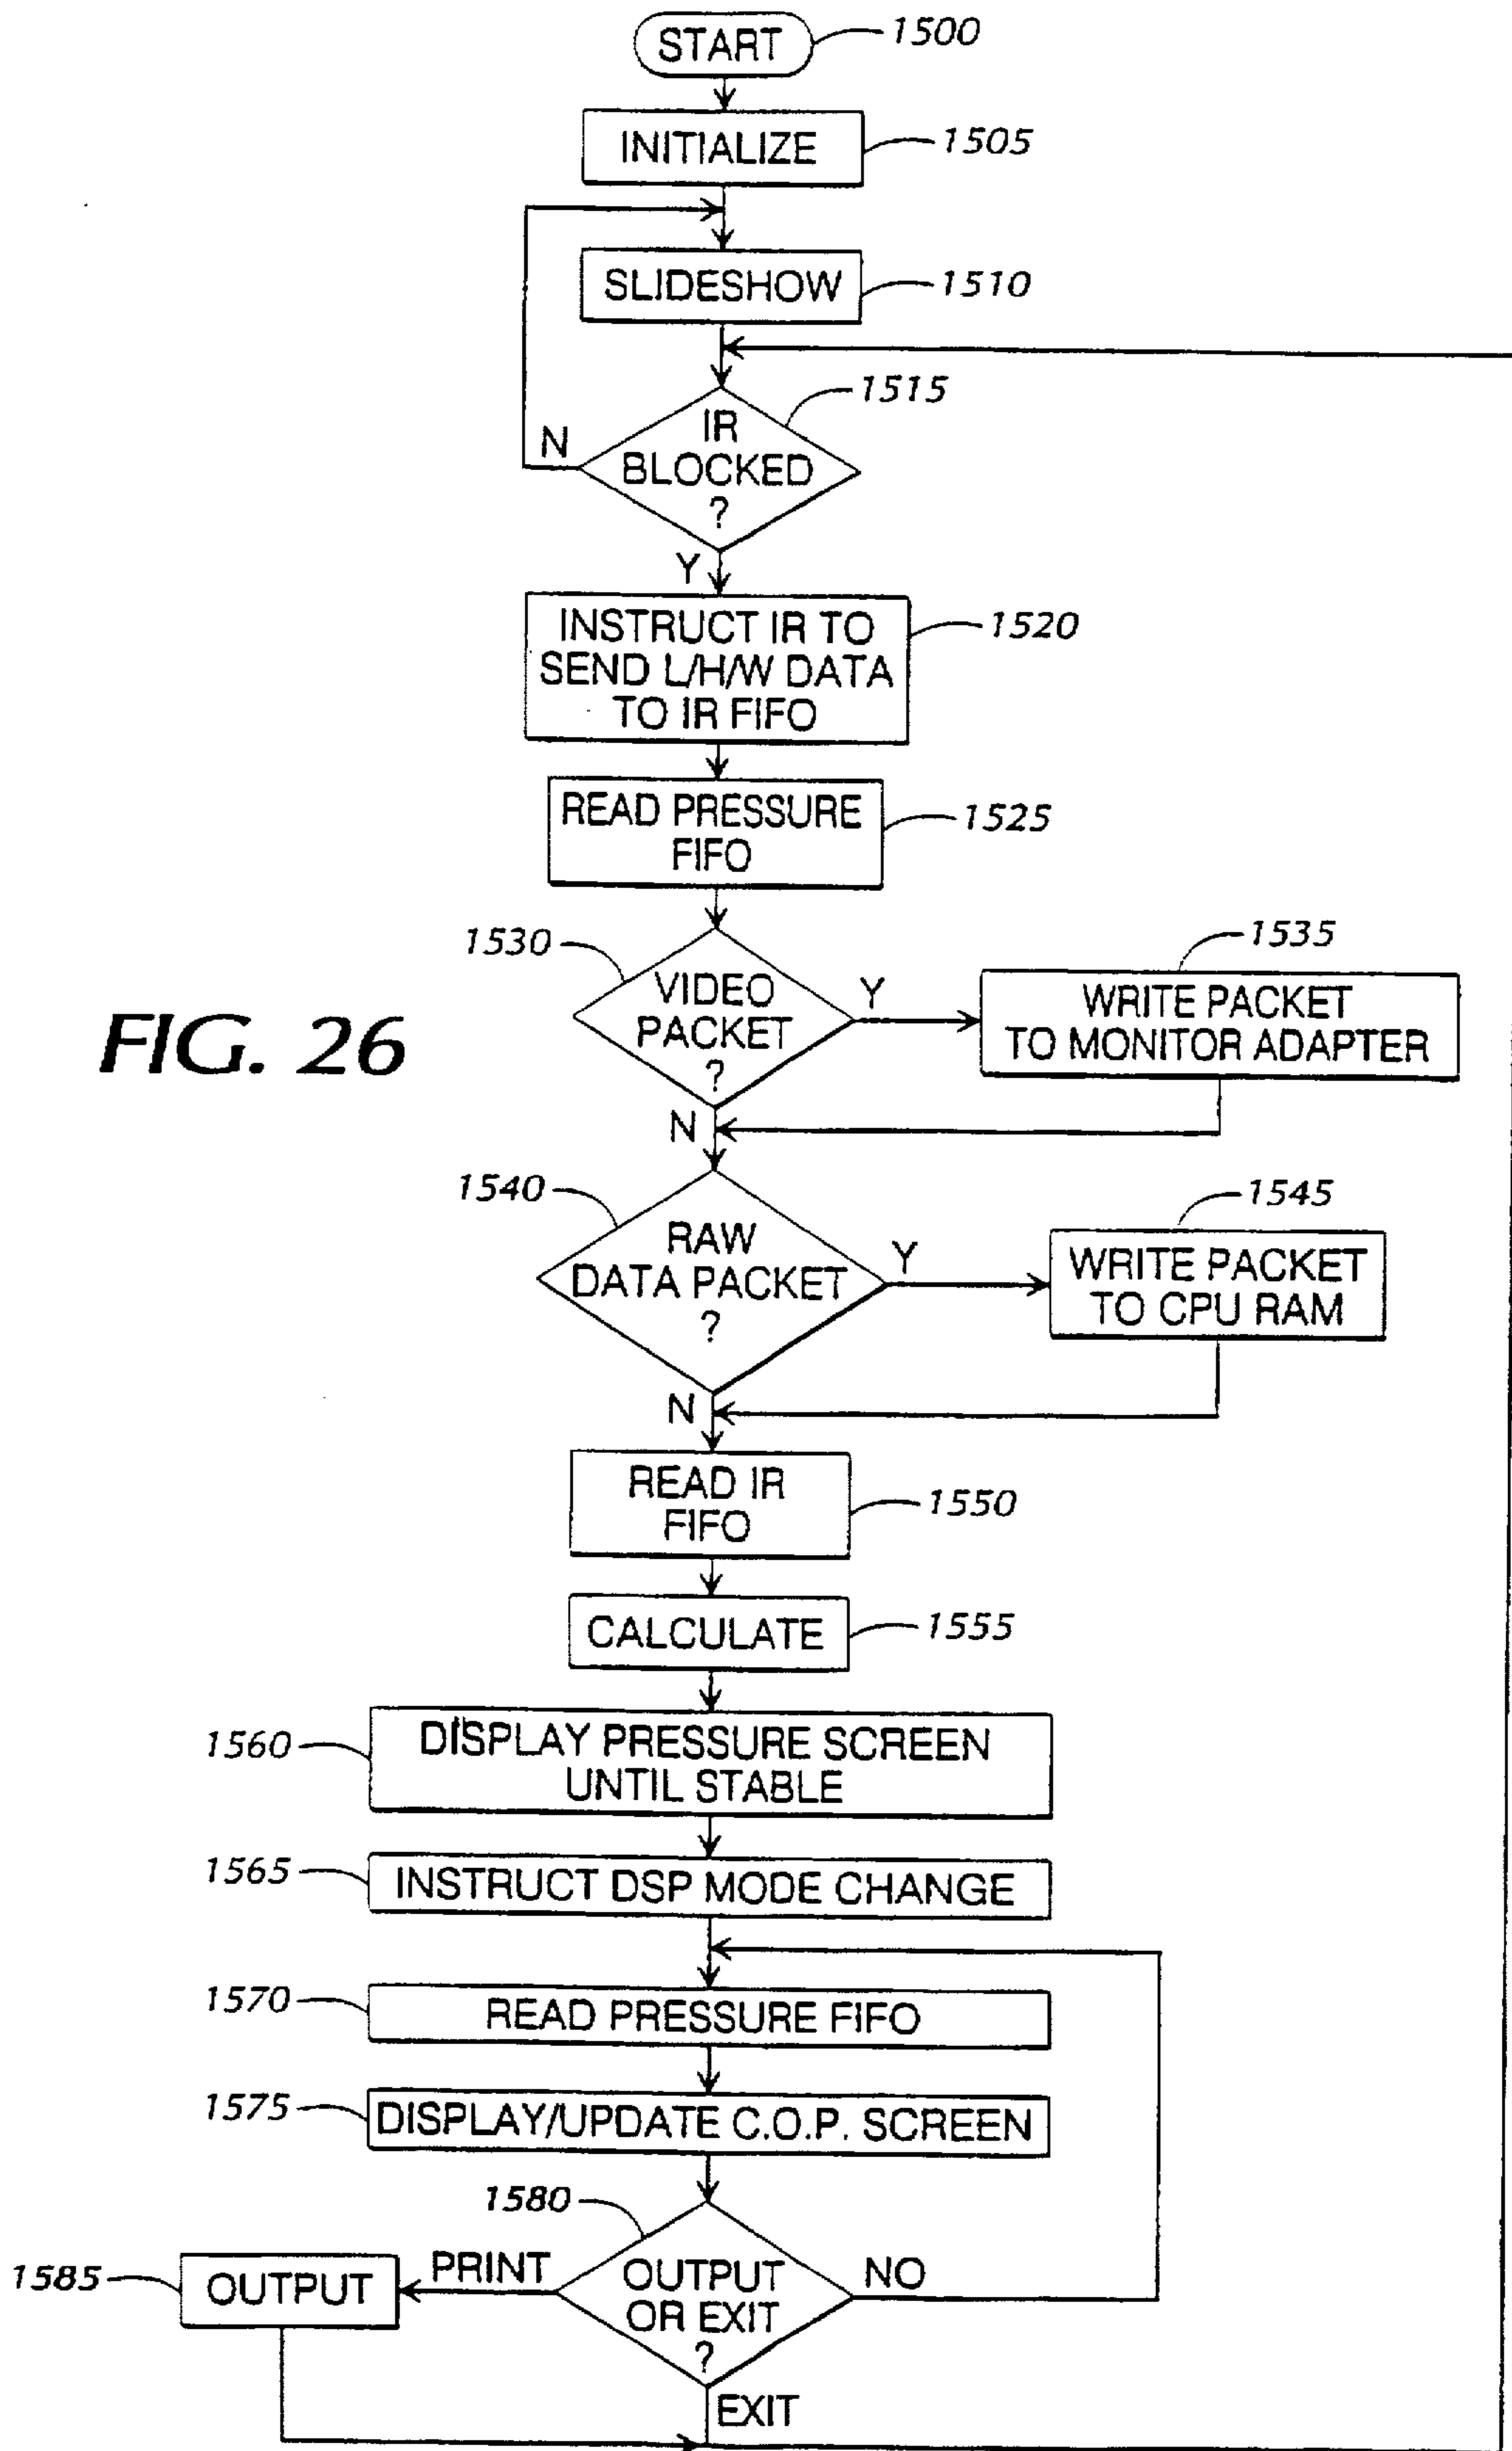 START
1500
INITIALIZE
1505
SLIDESHOW
1510
1515
IR
BLOCKED
?
N
Y
INSTRUCT IR TO
SEND L/H/W DATA
TO IR FIFO
1520
READ PRESSURE
FIFO
1525
1530
VIDEO
PACKET
?
Y
N
1535
WRITE PACKET
TO MONITOR ADAPTER
FIG. 26
1540
RAW
DATA PACKET
?
Y
N
1545
WRITE PACKET
TO CPU RAM
READ IR
FIFO
1550
CALCULATE
1555
1560
DISPLAY PRESSURE SCREEN
UNTIL STABLE
1565
INSTRUCT DSP MODE CHANGE
1570
READ PRESSURE FIFO
1575
DISPLAY/UPDATE C.O.P. SCREEN
1580
OUTPUT
OR EXIT
?
PRINT
NO
1585
OUTPUT
EXIT